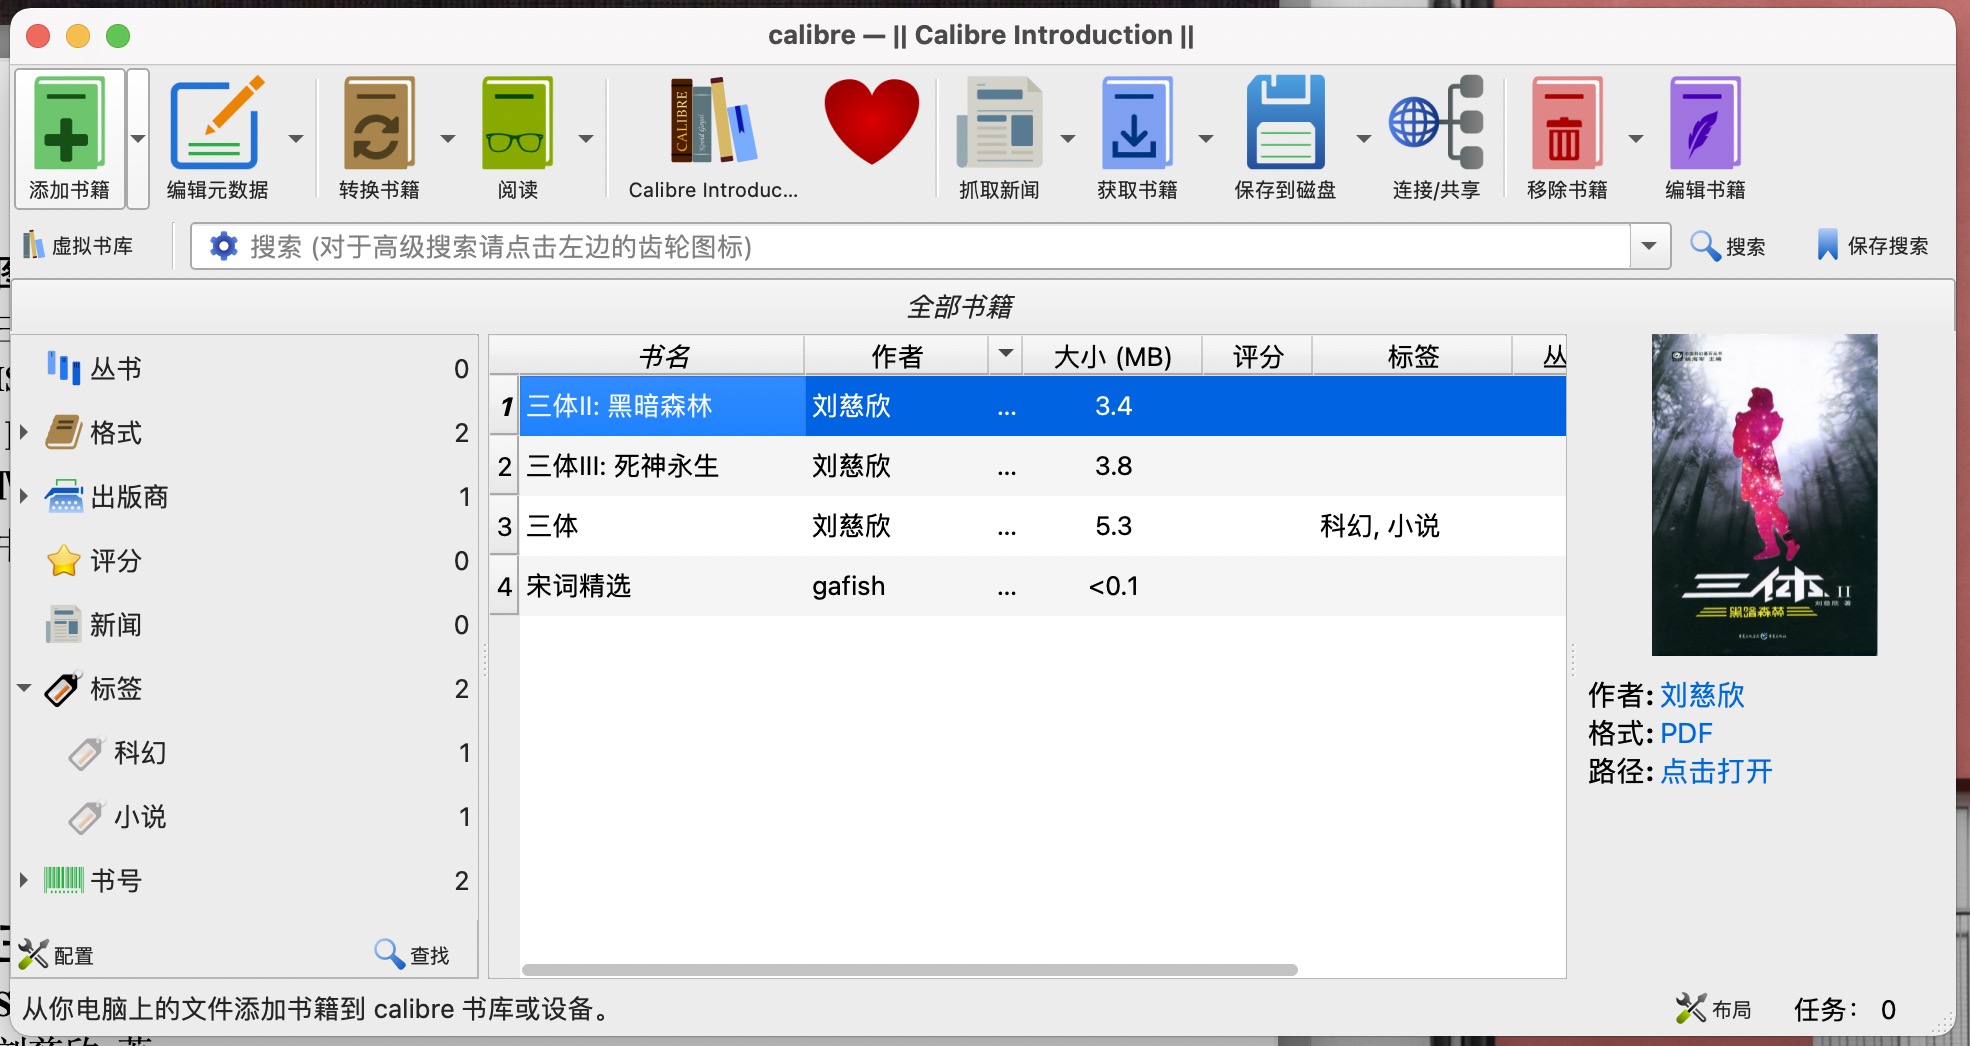 calibre — || Calibre Introduction ||
添加书籍
编辑元数据
转换书籍
阅读
CALIBRE
Calibre Introduc...
抓取新闻
获取书籍
保存到磁盘
连接/共享
移除书籍
编辑书籍
虚拟书库
搜索 (对于高级搜索请点击左边的齿轮图标)
搜索
保存搜索
全部书籍
丛书 0
格式 2
出版商 1
评分 0
新闻 0
标签 2
科幻 1
小说 1
书号 2
配置
查找
书名 作者 大小 (MB) 评分 标签 丛
1 三体II: 黑暗森林 刘慈欣 ... 3.4
2 三体III: 死神永生 刘慈欣 ... 3.8
3 三体 刘慈欣 ... 5.3 科幻, 小说
4 宋词精选 gafish ... <0.1
三体 II
刘慈欣 著
黑暗森林
作者: 刘慈欣
格式: PDF
路径: 点击打开
从你电脑上的文件添加书籍到 calibre 书库或设备。
布局
任务： 0